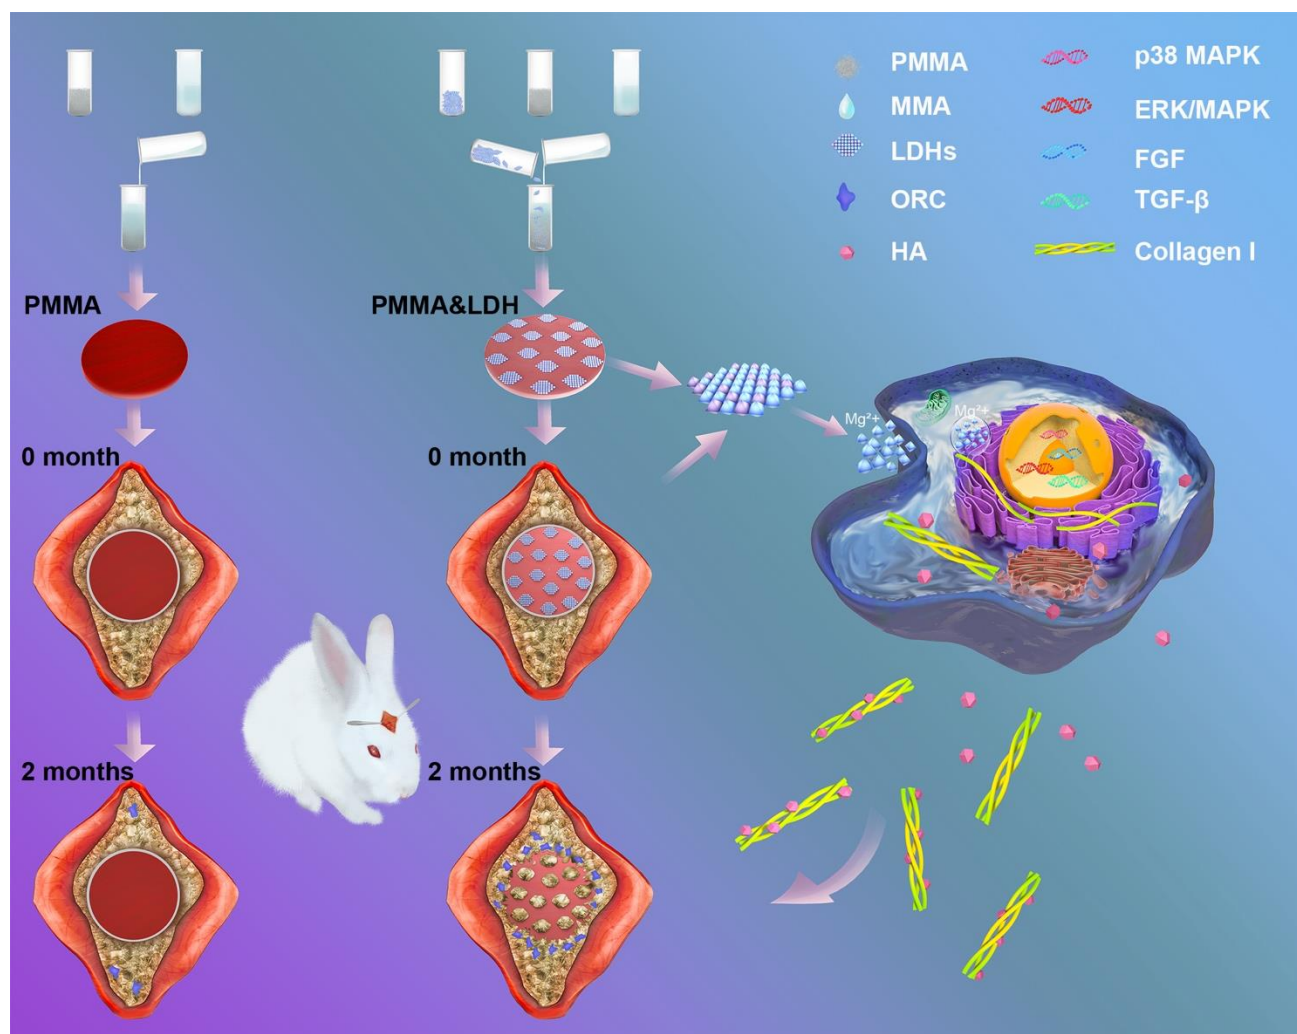 PMMA
MMA
LDHs
ORC
HA
p38 MAPK
ERK/MAPK
FGF
TGF-β
Collagen I
PMMA
PMMA&LDH
Mg²⁺
Mg²⁺
0 month
0 month
2 months
2 months